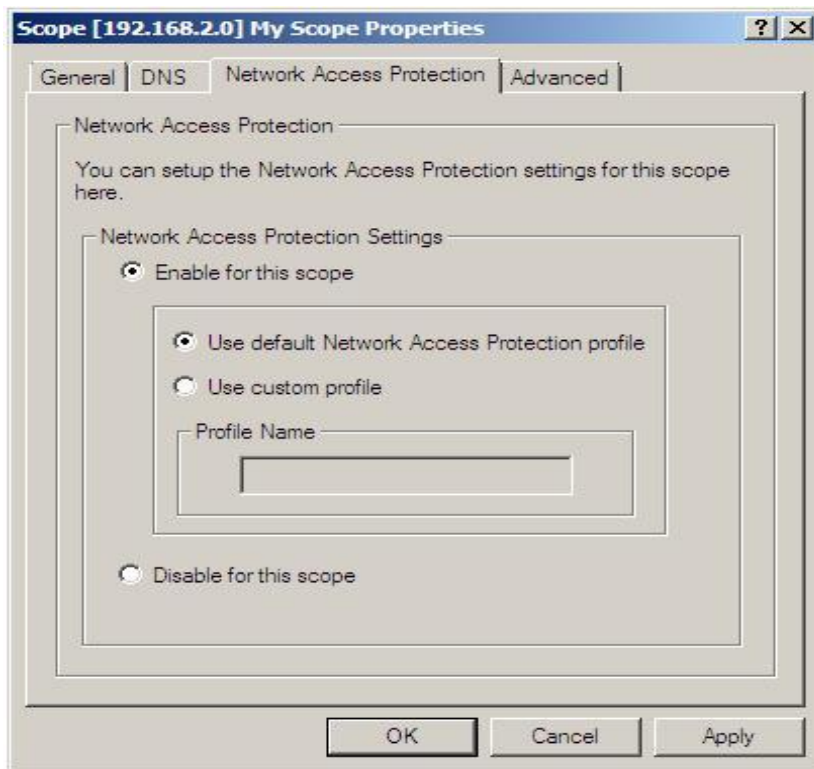 Scope [192.168.2.0] My Scope Properties
General DNS Network Access Protection Advanced
Network Access Protection
You can setup the Network Access Protection settings for this scope
here.
Network Access Protection Settings
Enable for this scope
Use default Network Access Protection profile
Use custom profile
Profile Name
Disable for this scope
OK Cancel Apply